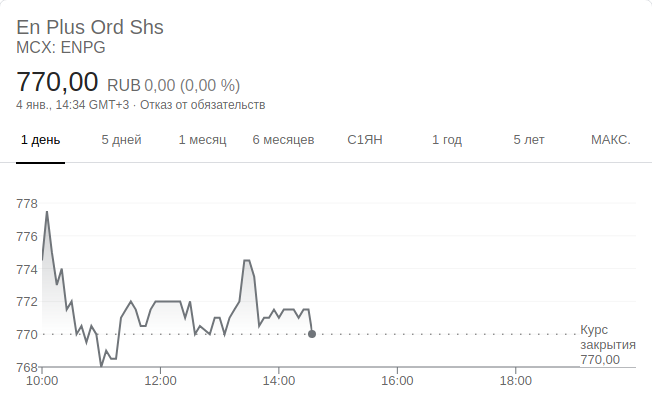 En Plus Ord Shs
MCX: ENPG
770,00 RUB 0,00 (0,00 %)
4 янв., 14:34 GMT+3 · Отказ от обязательств
1 день 5 дней 1 месяц 6 месяцев С1ЯН 1 год 5 лет МАКС.
778
776
774
772
770
768
Курс
закрытия
770,00
10:00 12:00 14:00 16:00 18:00